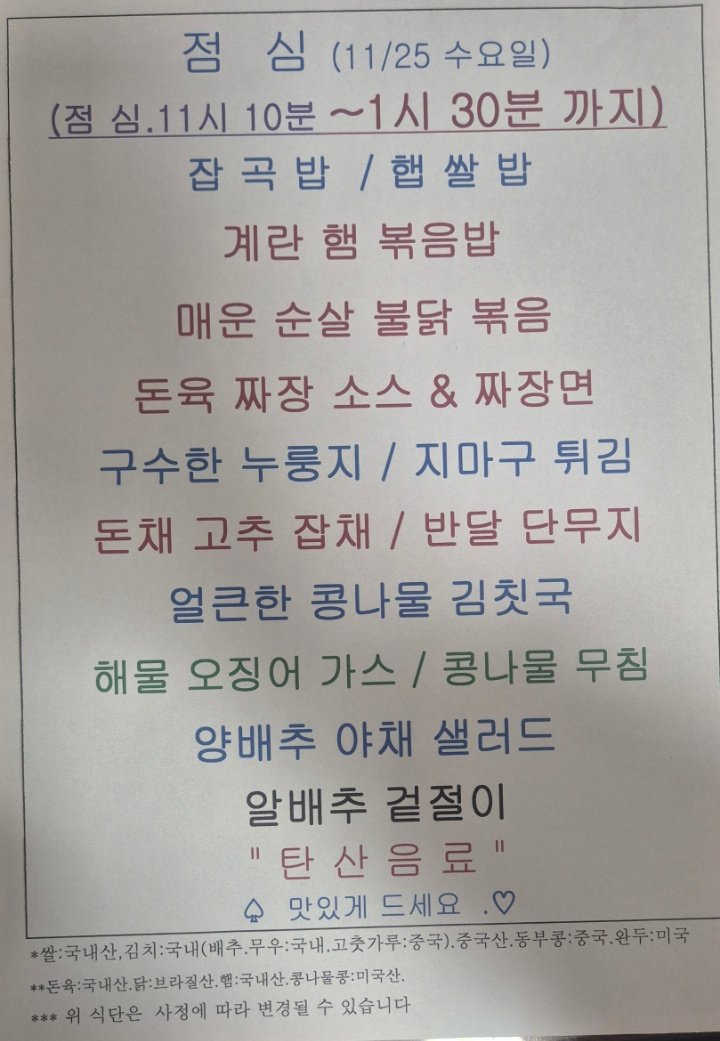 점 심 (11/25 수요일)
(점 심.11시 10분 ~1시 30분 까지)
잡 곡 밥 / 햅 쌀 밥
계란 햄 볶음밥
매운 순살 불닭 볶음
돈육 짜장 소스 & 짜장면
구수한 누룽지 / 지마구 튀김
돈채 고추 잡채 / 반달 단무지
얼큰한 콩나물 김칫국
해물 오징어 가스 / 콩나물 무침
양배추 야채 샐러드
알배추 겉절이
" 탄 산 음 료 "
♤ 맛있게 드세요 .♡
*쌀:국내산,김치:국내(배추.무우:국내,고춧가루:중국).중국산.동부콩:중국.완두:미국
**돈육:국내산.닭:브라질산.햄:국내산.콩나물콩:미국산.
*** 위 식단은 사정에 따라 변경될 수 있습니다